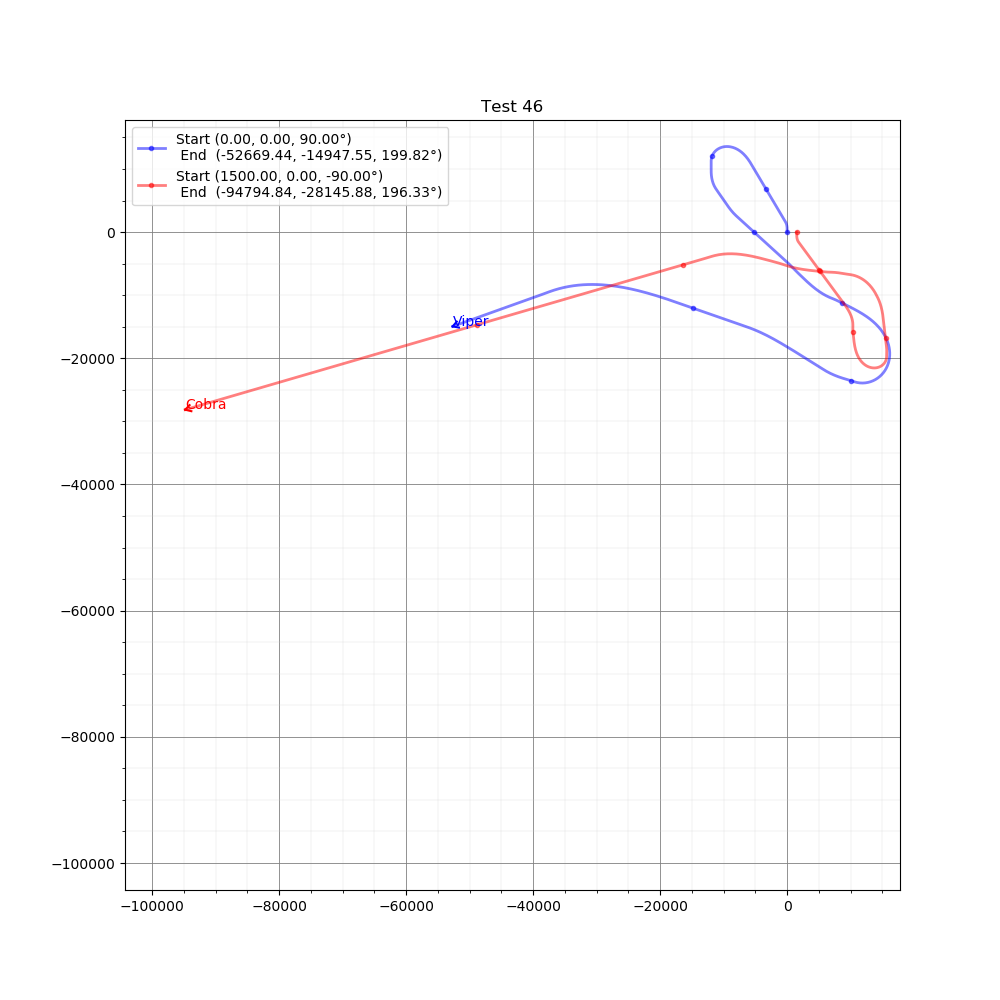 Test 46
Start (0.00, 0.00, 90.00°)
End (-52669.44, -14947.55, 199.82°)
Start (1500.00, 0.00, -90.00°)
End (-94794.84, -28145.88, 196.33°)
0
−20000
−40000
−60000
−80000
−100000
Viper
Cobra
−100000 −80000 −60000 −40000 −20000 0